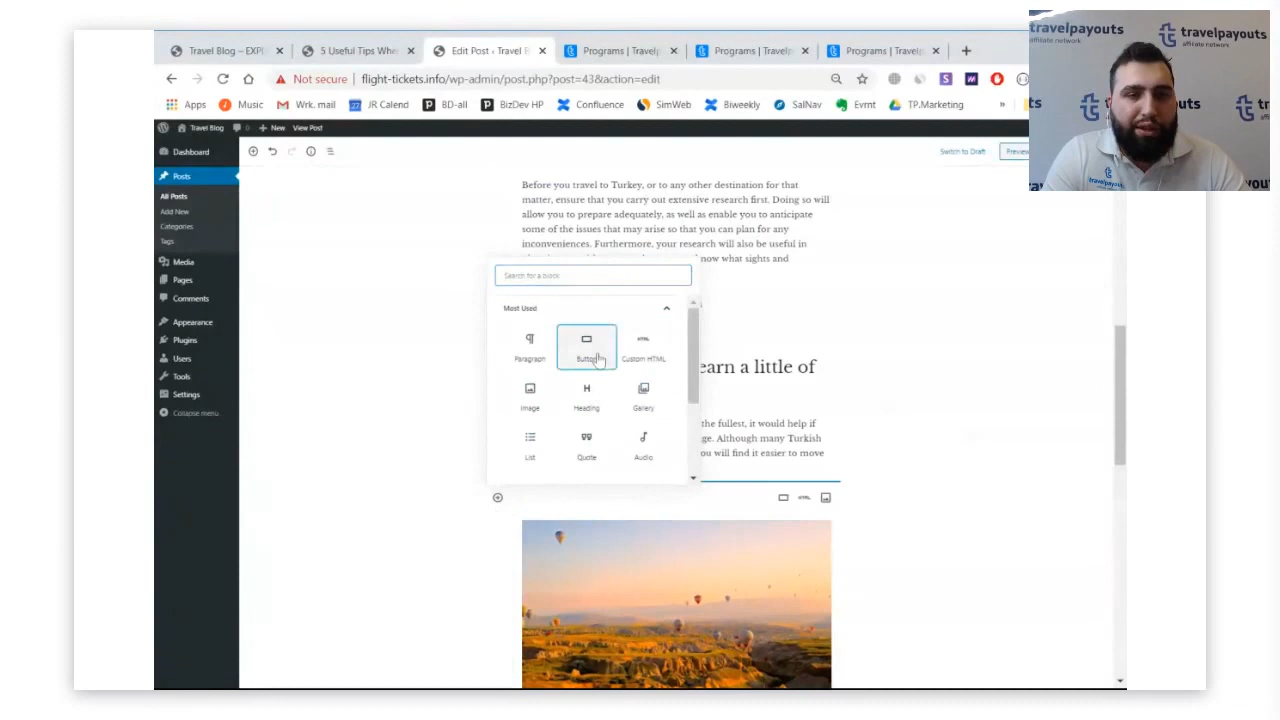 travelpayouts
affiliate network
travelpayouts
affiliate network
Travel Blog – EXPL
5 Useful Tips Whe
Edit Post ‹ Travel B
Programs | Travelp
Programs | Travelp
Programs | Travelp
Not secure
flight-tickets.info/wp-admin/post.php?post=43&action=edit
Apps
Music
Wrk. mail
JR Calend
BD-all
BizDev HP
Confluence
SimWeb
Biweekly
SalNav
Evrnt
TP.Marketing
»
Travel Blog
0
New
View Post
Dashboard
Posts
All Posts
Add New
Categories
Tags
Media
Pages
Comments
Appearance
Plugins
Users
Tools
Settings
Collapse menu
Switch to Draft
Preview
Before you travel to Turkey, or to any other destination for that
matter, ensure that you carry out extensive research first. Doing so will
allow you to prepare adequately, as well as enable you to anticipate
some of the issues that may arise so that you can plan for any
inconveniences. Furthermore, your research will also be useful in
now what sights and
Search for a block
Most Used
Paragraph
Button
HTML
Custom HTML
Image
H
Heading
Gallery
List
Quote
Audio
earn a little of
the fullest, it would help if
ge. Although many Turkish
ou will find it easier to move
HTML